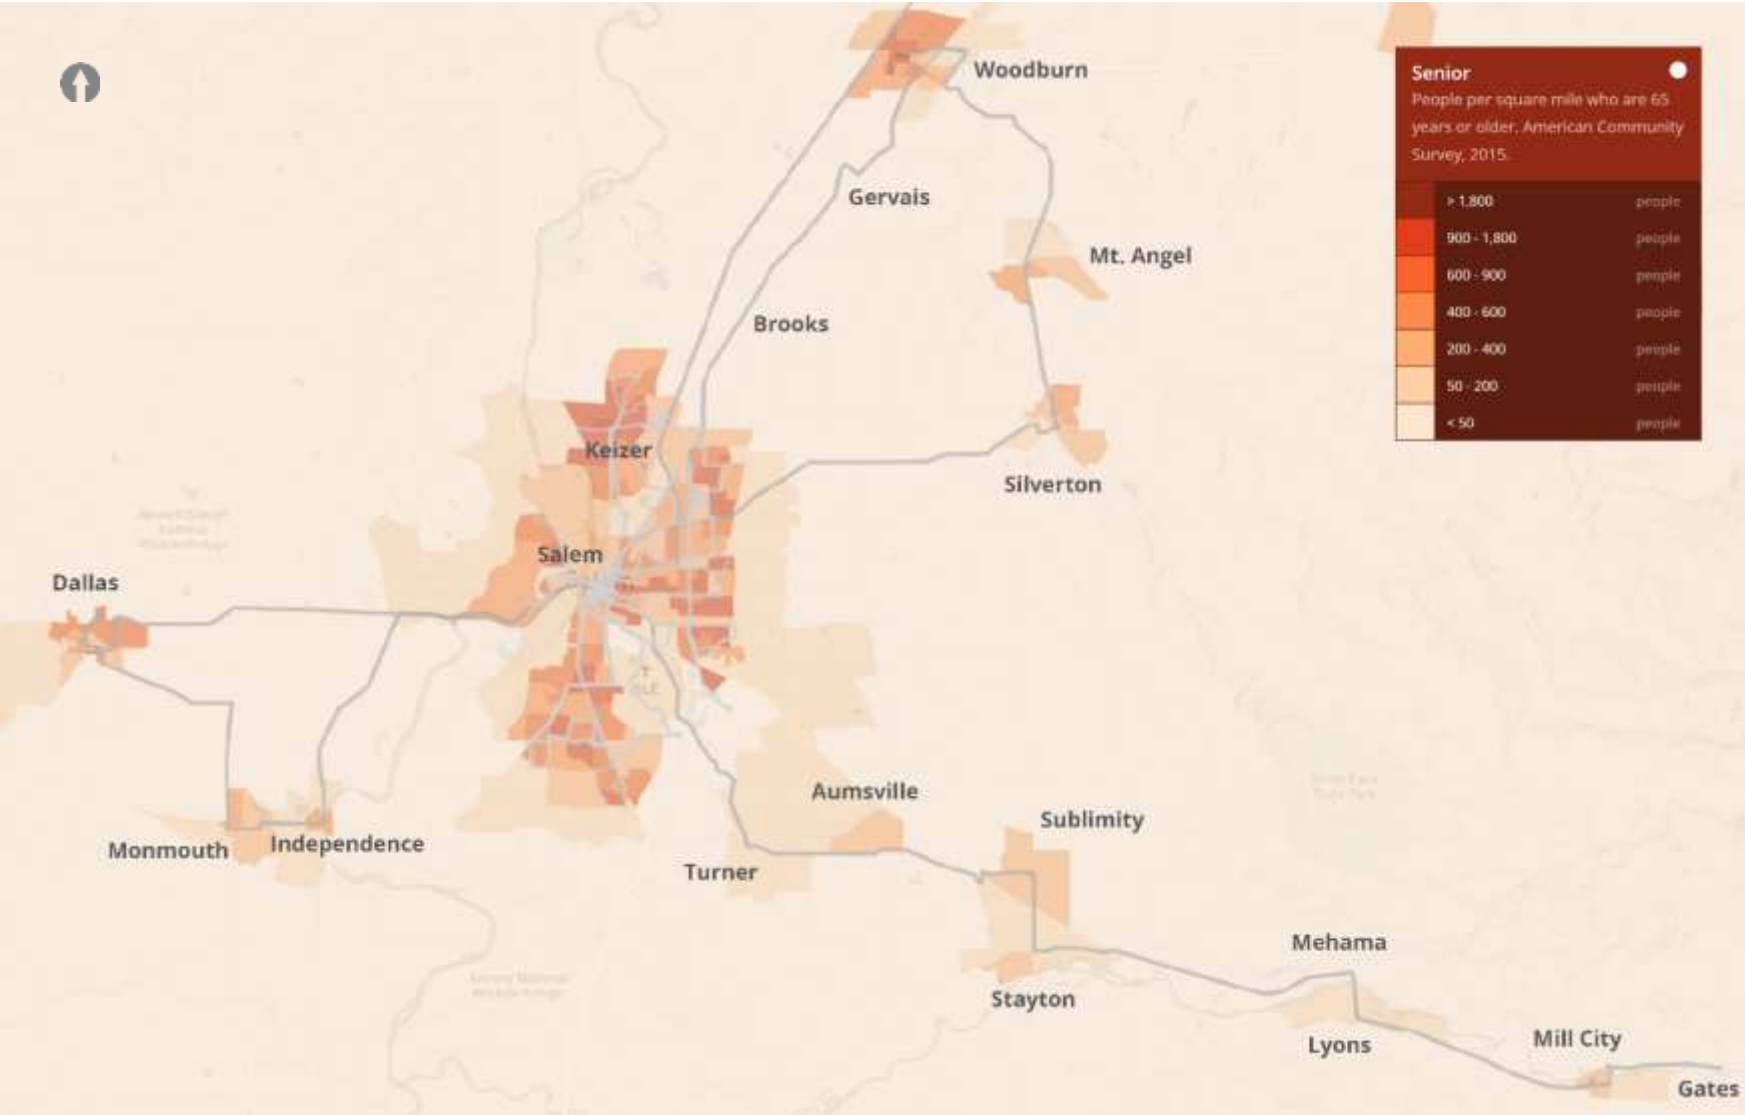 Woodburn
Gervais
Mt. Angel
Brooks
Keizer
Silverton
Salem
Dallas
Aumsville
Sublimity
Monmouth
Independence
Turner
Mehama
Stayton
Lyons
Mill City
Gates
Senior
People per square mile who are 65
years or older. American Community
Survey, 2015.
> 1,800 people
900 - 1,800 people
600 - 900 people
400 - 600 people
200 - 400 people
50 - 200 people
< 50 people